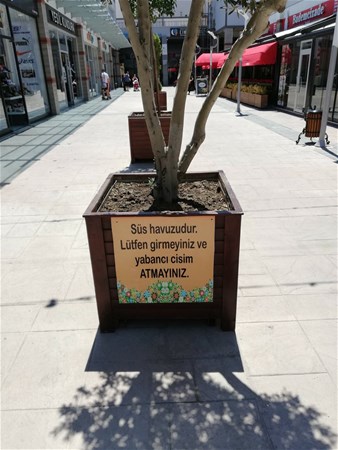 Süs havuzudur.
Lütfen girmeyiniz ve
yabancı cisim
ATMAYINIZ.